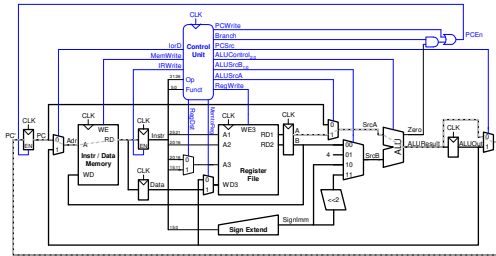 CLK
PCWrite
Branch
PCEn
IorD
Control
Unit
PCSrc
MemWrite
ALUControl2:0
IRWrite
ALUSrcB1:0
31:26
Op
ALUSrcA
5:0
Funct
RegWrite
RegDst
MemtoReg
CLK
CLK
CLK
CLK
CLK
CLK
WE
WE3
PC'
PC
EN
0
1
Adr
A
RD
Instr / Data
Memory
WD
EN
Instr
25:21
A1
RD1
A
0
1
SrcA
Zero
20:16
A2
RD2
B
ALU
ALUResult
ALUOut
0
1
20:16
15:11
0
1
A3
4
00
01
10
11
SrcB
CLK
Data
0
1
WD3
Register
File
<<2
SignImm
15:0
Sign Extend